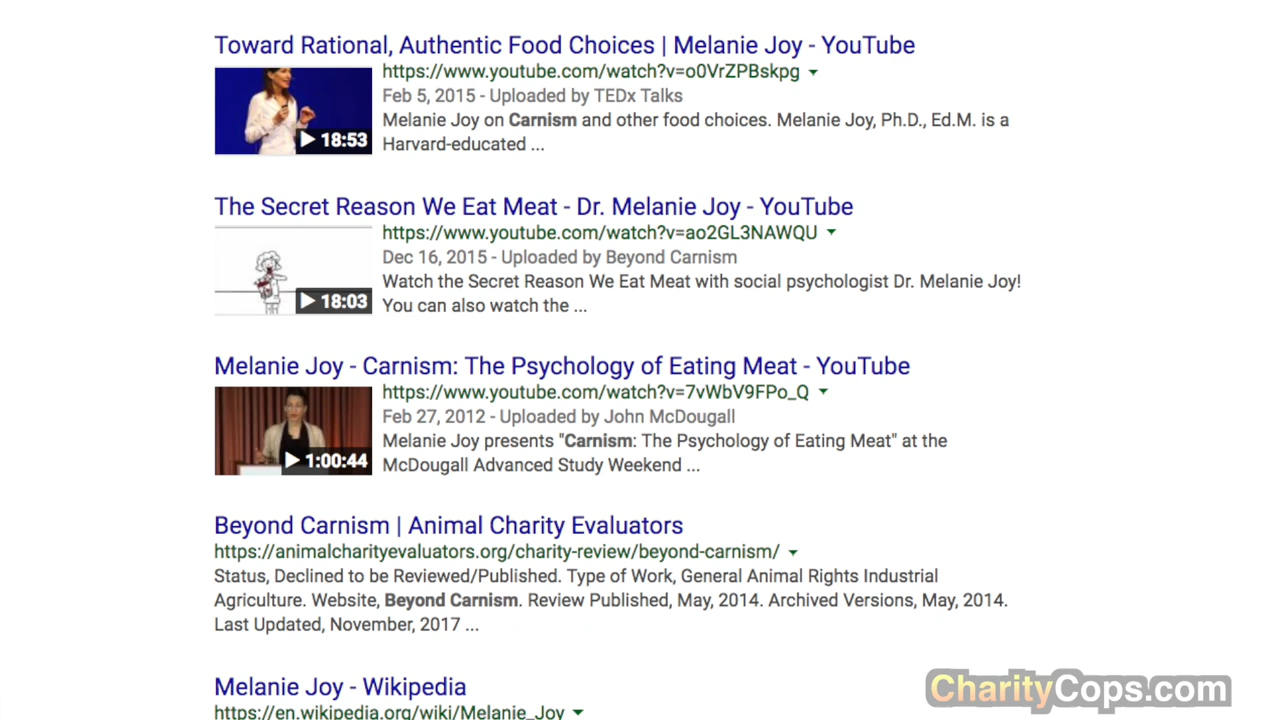 Toward Rational, Authentic Food Choices | Melanie Joy - YouTube
https://www.youtube.com/watch?v=o0VrZPBskpg
Feb 5, 2015 - Uploaded by TEDx Talks
Melanie Joy on Carnism and other food choices. Melanie Joy, Ph.D., Ed.M. is a
Harvard-educated ...
18:53
The Secret Reason We Eat Meat - Dr. Melanie Joy - YouTube
https://www.youtube.com/watch?v=ao2GL3NAWQU
Dec 16, 2015 - Uploaded by Beyond Carnism
Watch the Secret Reason We Eat Meat with social psychologist Dr. Melanie Joy!
You can also watch the ...
18:03
Melanie Joy - Carnism: The Psychology of Eating Meat - YouTube
https://www.youtube.com/watch?v=7vWbV9FPo_Q
Feb 27, 2012 - Uploaded by John McDougall
Melanie Joy presents "Carnism: The Psychology of Eating Meat" at the
McDougall Advanced Study Weekend ...
1:00:44
Beyond Carnism | Animal Charity Evaluators
https://animalcharityevaluators.org/charity-review/beyond-carnism/
Status, Declined to be Reviewed/Published. Type of Work, General Animal Rights Industrial
Agriculture. Website, Beyond Carnism. Review Published, May, 2014. Archived Versions, May, 2014.
Last Updated, November, 2017 ...
Melanie Joy - Wikipedia
https://en.wikipedia.org/wiki/Melanie_Joy
CharityCops.com